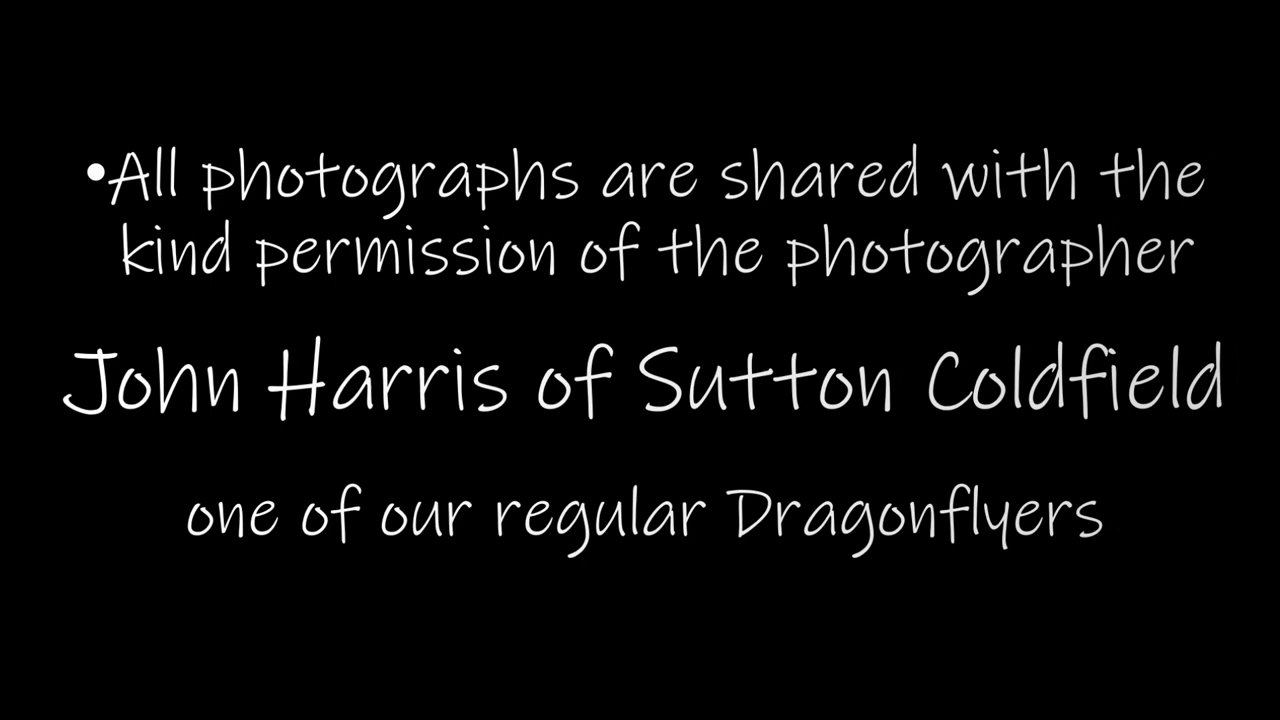 •All photographs are shared with the
kind permission of the photographer
John Harris of Sutton Coldfield
one of our regular Dragonflyers